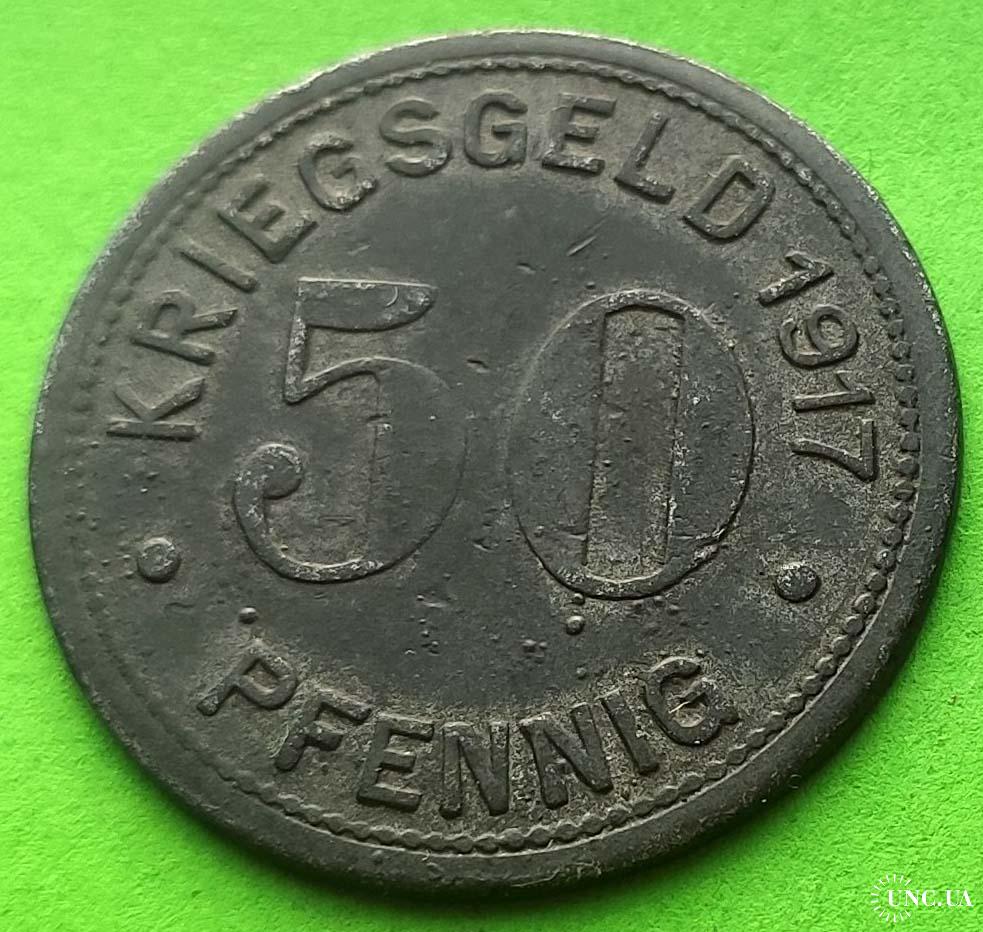 KRIEGSGELD 1917
50
PFENNIG
UNC.UA